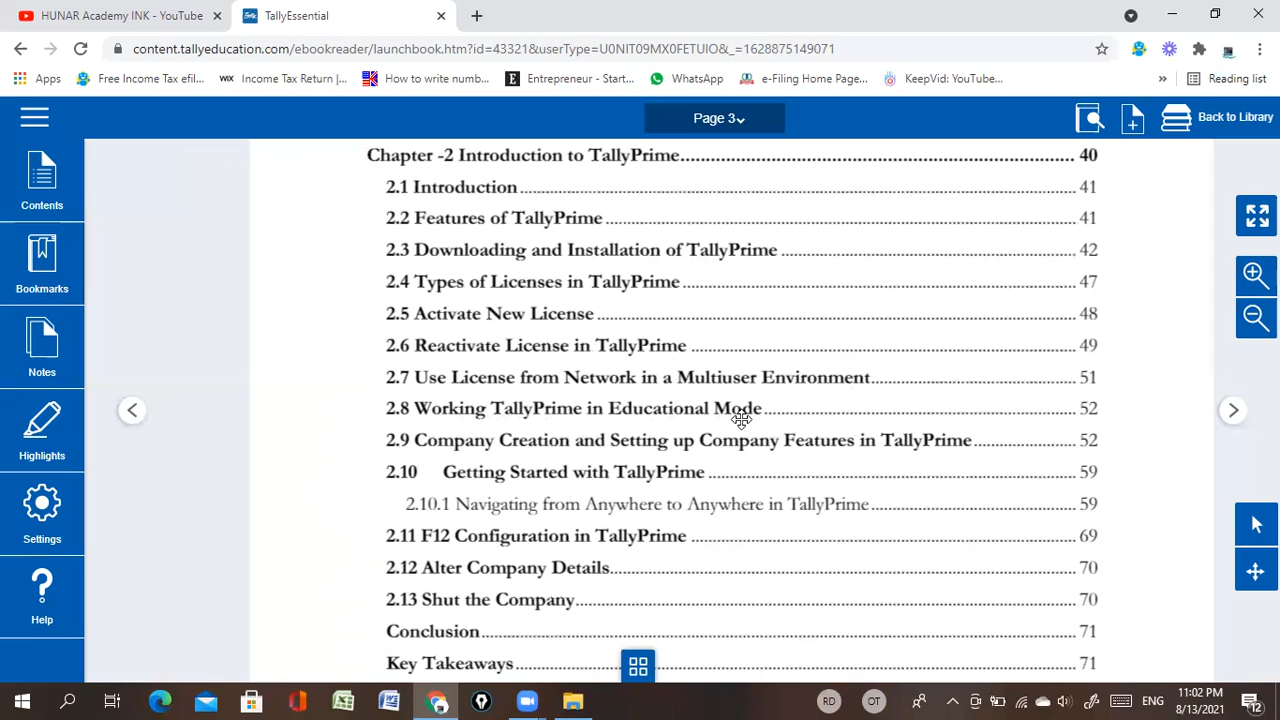 HUNAR Academy INK - YouTube
TallyEssential
content.tallyeducation.com/ebookreader/launchbook.htm?id=43321&userType=U0NIT09MX0FETUlO&_=1628875149071
Apps
Free Income Tax efil...
WiX
Income Tax Return |...
How to write numb...
E
Entrepreneur - Start...
WhatsApp
e-Filing Home Page...
KeepVid: YouTube...
»
Reading list
Page 3
Back to Library
Contents
Bookmarks
Notes
Highlights
Settings
Help
Chapter -2 Introduction to TallyPrime 40
2.1 Introduction 41
2.2 Features of TallyPrime 41
2.3 Downloading and Installation of TallyPrime 42
2.4 Types of Licenses in TallyPrime 47
2.5 Activate New License 48
2.6 Reactivate License in TallyPrime 49
2.7 Use License from Network in a Multiuser Environment 51
2.8 Working TallyPrime in Educational Mode 52
2.9 Company Creation and Setting up Company Features in TallyPrime 52
2.10 Getting Started with TallyPrime 59
2.10.1 Navigating from Anywhere to Anywhere in TallyPrime 59
2.11 F12 Configuration in TallyPrime 69
2.12 Alter Company Details 70
2.13 Shut the Company 70
Conclusion 71
Key Takeaways 71
RD
OT
ENG
11:02 PM
8/13/2021
12